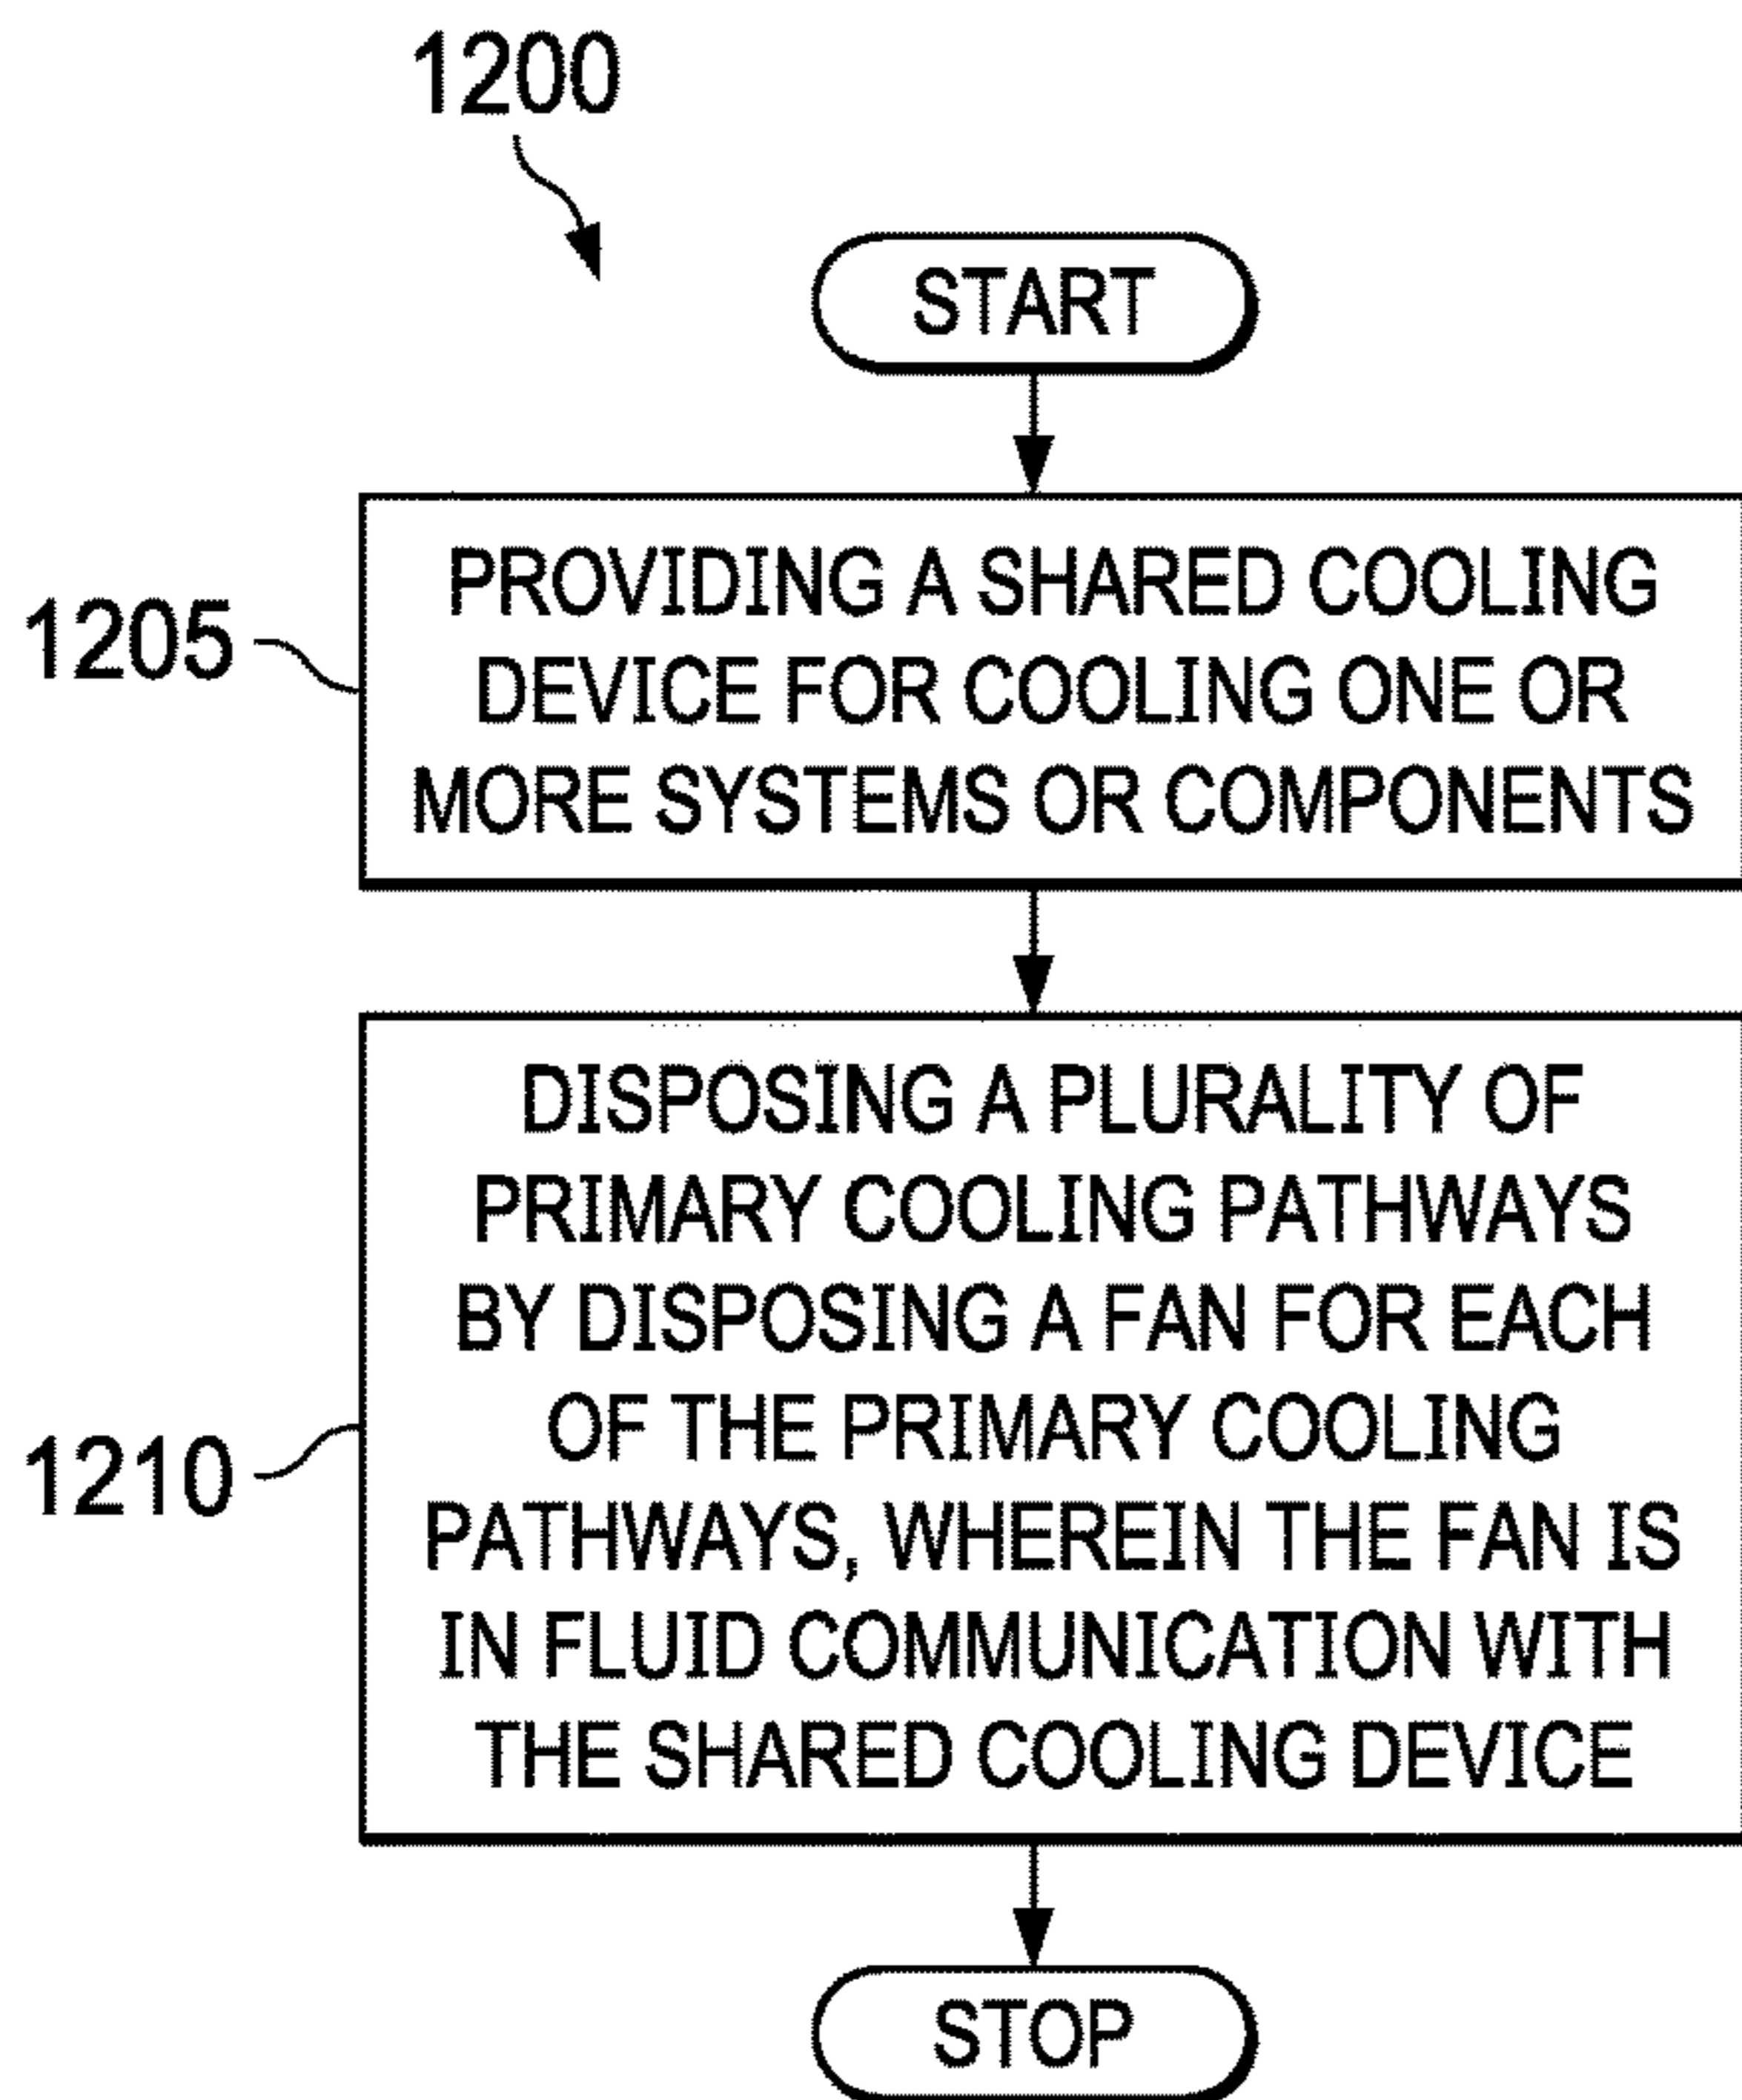 1200
START
1205
PROVIDING A SHARED COOLING
DEVICE FOR COOLING ONE OR
MORE SYSTEMS OR COMPONENTS
1210
DISPOSING A PLURALITY OF
PRIMARY COOLING PATHWAYS
BY DISPOSING A FAN FOR EACH
OF THE PRIMARY COOLING
PATHWAYS, WHEREIN THE FAN IS
IN FLUID COMMUNICATION WITH
THE SHARED COOLING DEVICE
STOP